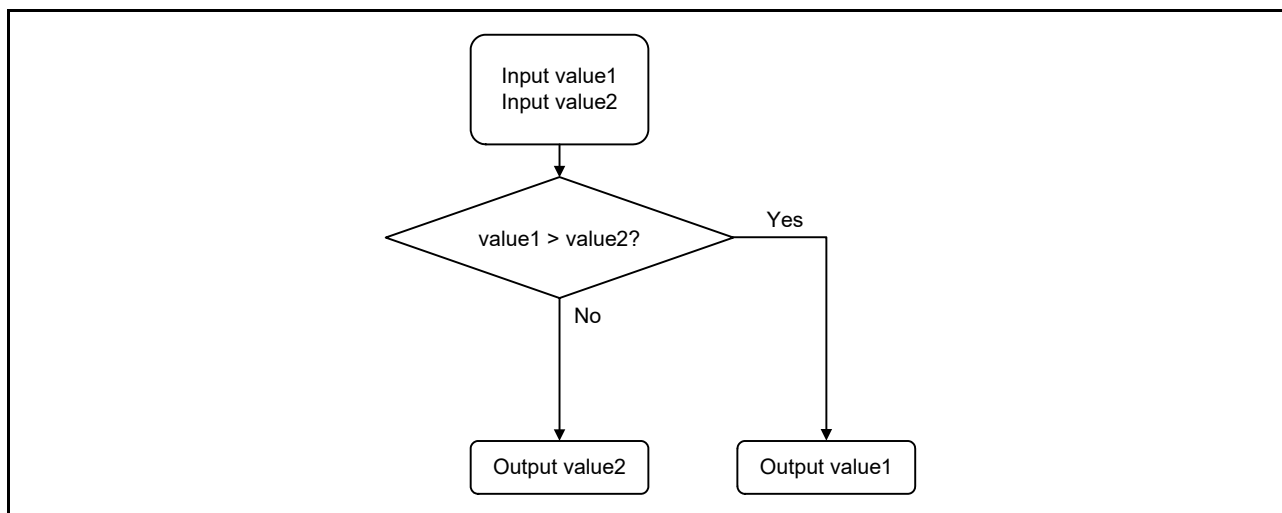 Input value1
Input value2
value1 > value2?
Yes
No
Output value2
Output value1